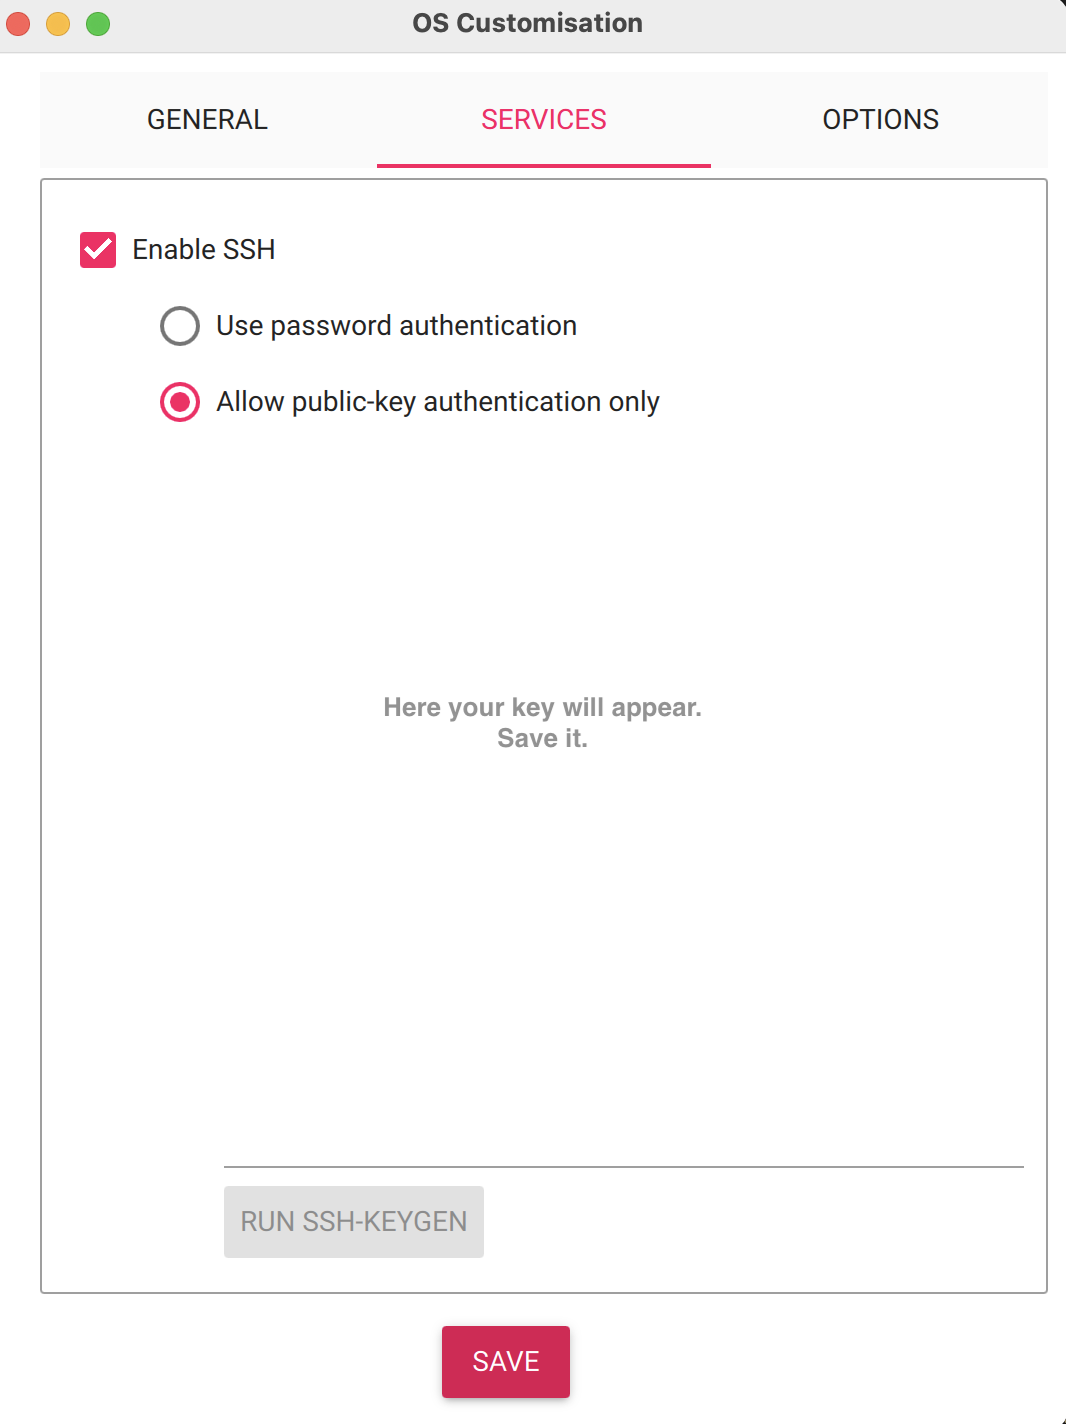 OS Customisation
GENERAL
SERVICES
OPTIONS
Enable SSH
Use password authentication
Allow public-key authentication only
Here your key will appear.
Save it.
RUN SSH-KEYGEN
SAVE